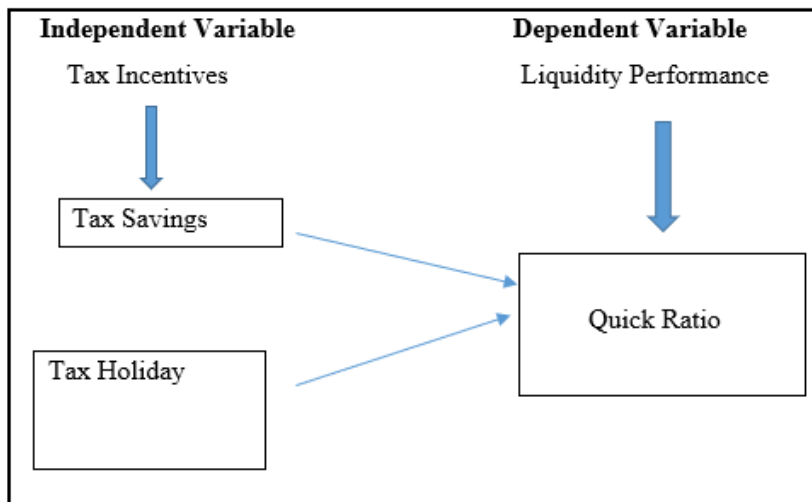 Independent Variable
Dependent Variable
Tax Incentives
Liquidity Performance
Tax Savings
Quick Ratio
Tax Holiday